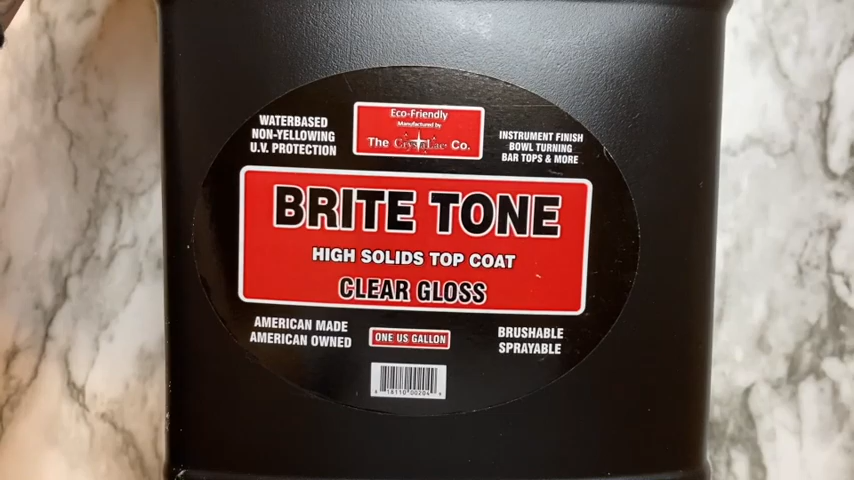 Eco-Friendly
Manufactured by
The CrystaLac Co.
WATERBASED
NON-YELLOWING
U.V. PROTECTION
INSTRUMENT FINISH
BOWL TURNING
BAR TOPS & MORE
BRITE TONE
HIGH SOLIDS TOP COAT
CLEAR GLOSS
AMERICAN MADE
AMERICAN OWNED
ONE US GALLON
BRUSHABLE
SPRAYABLE